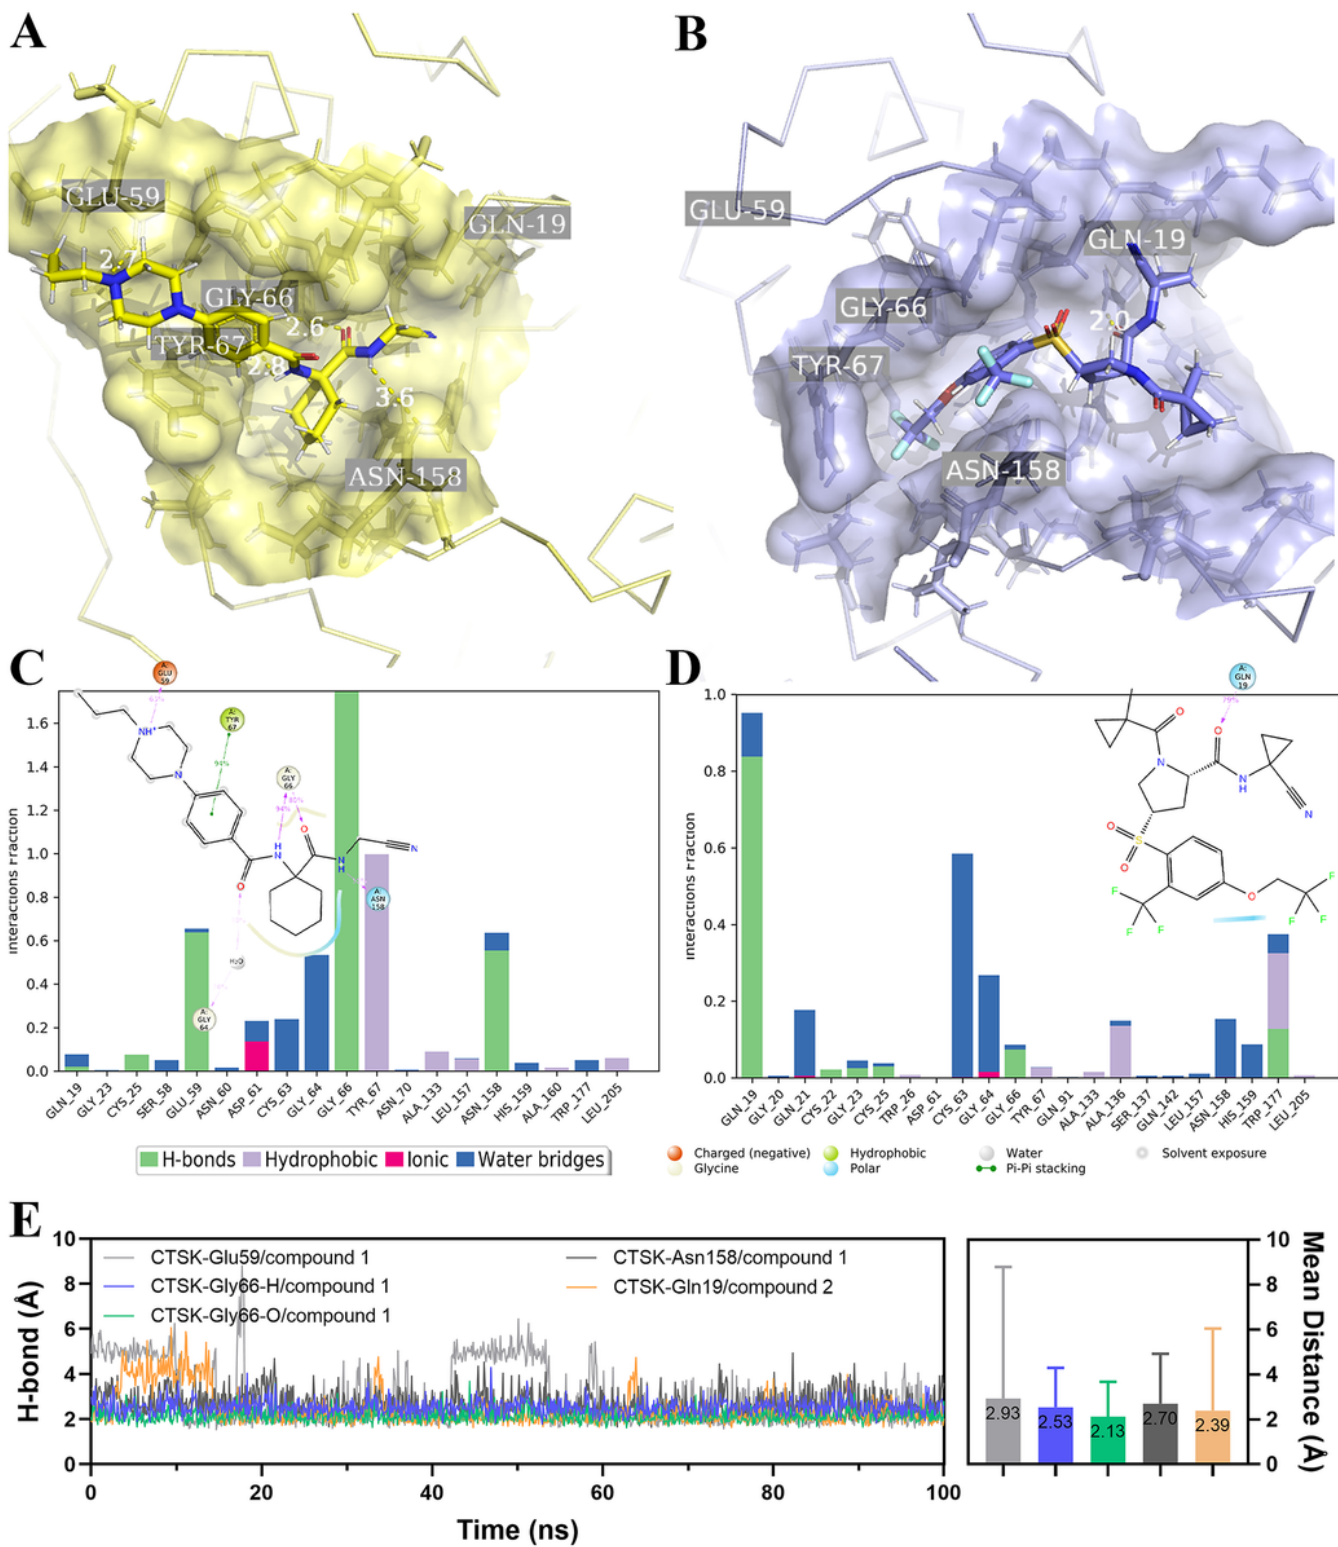 A
B
GLU-59
GLN-19
2.7
GLY-66
2.6
TYR-67
2.8
3.6
ASN-158
GLU-59
GLN-19
GLY-66
2.0
TYR-67
ASN-158
C
D
Interactions Fraction
1.6
1.4
1.2
1.0
0.8
0.6
0.4
0.2
0.0
A:
GLU
59
A:
TYR
67
94%
NH+
N
A:
GLY
66
94%
85%
O
NH
O
NH
N
A:
ASN
158
H₂O
A:
GLY
64
GLN_19
GLY_23
CYS_25
SER_58
GLU_59
ASN_60
ASP_61
CYS_63
GLY_64
GLY_66
TYR_67
ASN_70
ALA_133
LEU_157
ASN_158
HIS_159
ALA_160
TRP_177
LEU_205
H-bonds Hydrophobic Ionic Water bridges
Interactions Fraction
1.0
0.8
0.6
0.4
0.2
0.0
A:
GLN
19
79%
O
O
N
N
H
N
O
S
O
O
F
F
F
F
F
F
GLN_19
GLY_20
GLN_21
CYS_22
GLY_23
CYS_25
TRP_26
ASP_61
CYS_63
GLY_64
GLY_66
TYR_67
GLN_91
ALA_133
ALA_136
SER_137
GLN_142
LEU_157
ASN_158
HIS_159
TRP_177
LEU_205
Charged (negative) Hydrophobic Water Solvent exposure
Glycine Polar Pi-Pi stacking
E
H-bond (Å)
10
8
6
4
2
0
CTSK-Glu59/compound 1
CTSK-Asn158/compound 1
CTSK-Gly66-H/compound 1
CTSK-Gln19/compound 2
CTSK-Gly66-O/compound 1
0 20 40 60 80 100
Time (ns)
2.93
2.53
2.13
2.70
2.39
10
8
6
4
2
0
Mean Distance (Å)